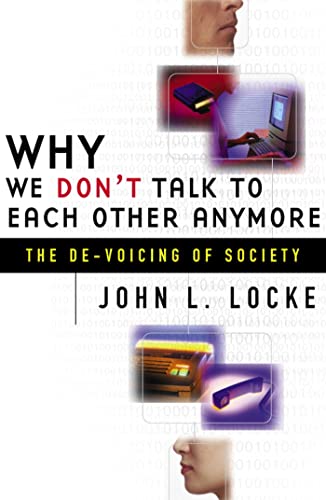 WHY
WE DON'T TALK TO
EACH OTHER ANYMORE
THE DE-VOICING OF SOCIETY
JOHN L. LOCKE